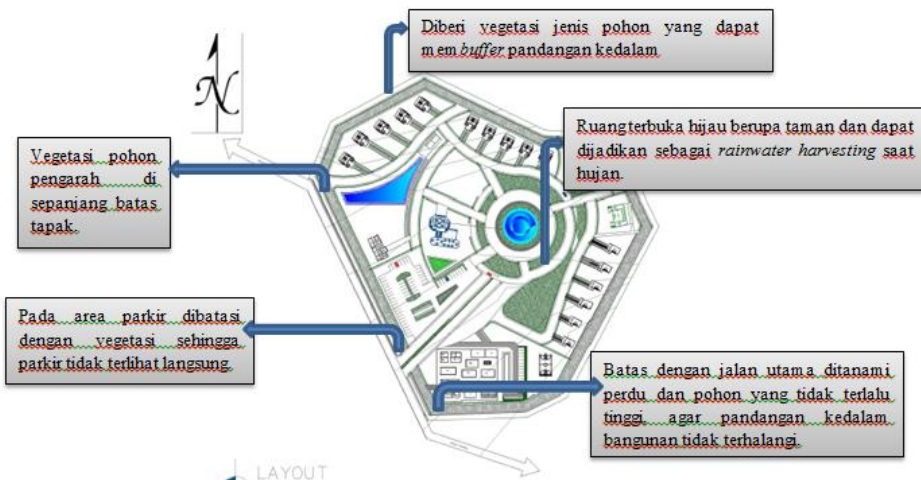 Diberi vegetasi jenis pohon yang dapat
membuffer pandangan kedalam
N
Ruangterbuka hijau berupa taman dan dapat
dijadikan sebagai rainwater harvesting saat
hujan.
Vegetasi pohon
pengarah di
sepanjang batas
tapak.
Pada area parkir dibatasi
dengan vegetasi sehingga
parkir tidak terlihat langsung.
Batas dengan jalan utama ditanami
perdu dan pohon yang tidak terlalu
tinggi, agar pandangan kedalam
bangunan tidak terhalangi.
LAYOUT